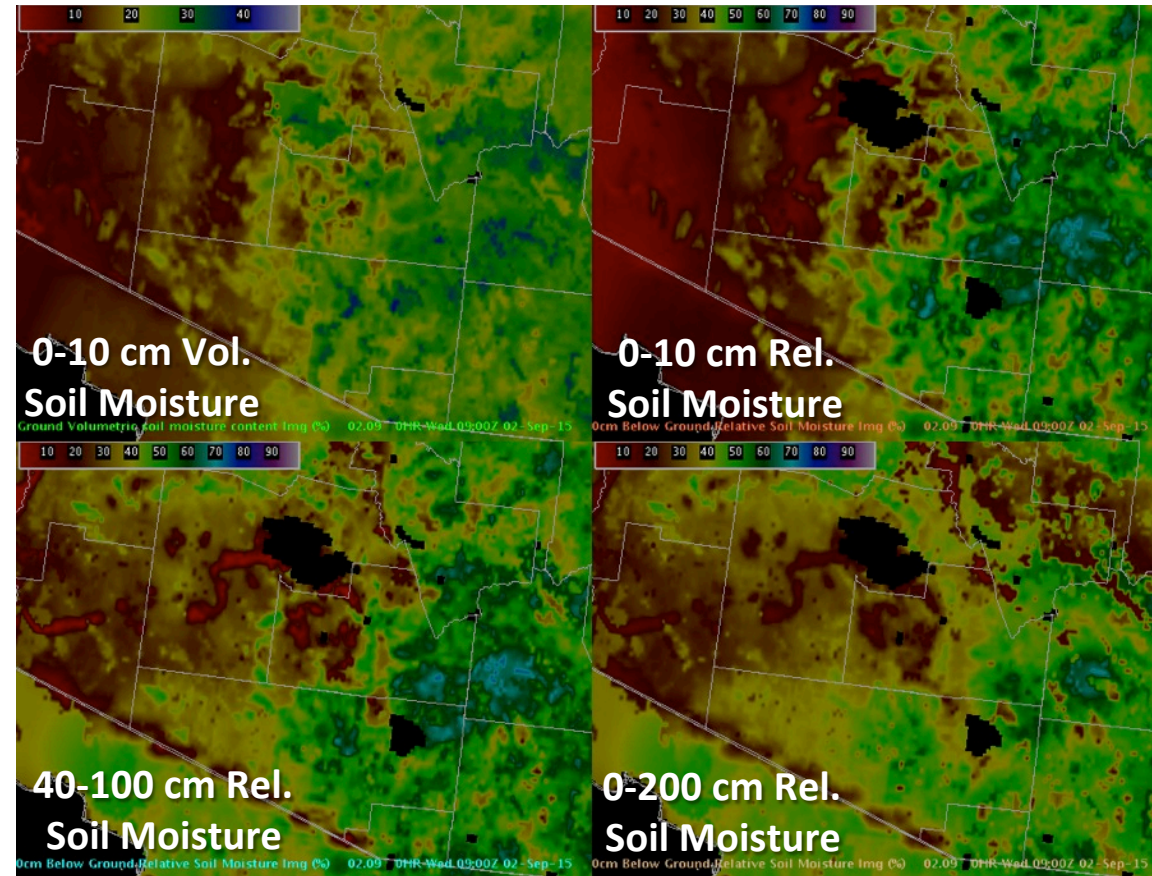 10 20 30 40
10 20 30 40 50 60 70 80 90
0-10 cm Vol.
Soil Moisture
Ground Volumetric soil moisture content Img (%) 02.09 0HR Wed 09:00Z 02-Sep-15
0-10 cm Rel.
Soil Moisture
0cm Below Ground Relative Soil Moisture Img (%) 02.09 0HR Wed 09:00Z 02-Sep-15
10 20 30 40 50 60 70 80 90
10 20 30 40 50 60 70 80 90
40-100 cm Rel.
Soil Moisture
0cm Below Ground Relative Soil Moisture Img (%) 02.09 0HR Wed 09:00Z 02-Sep-15
0-200 cm Rel.
Soil Moisture
0cm Below Ground Relative Soil Moisture Img (%) 02.09 0HR Wed 09:00Z 02-Sep-15